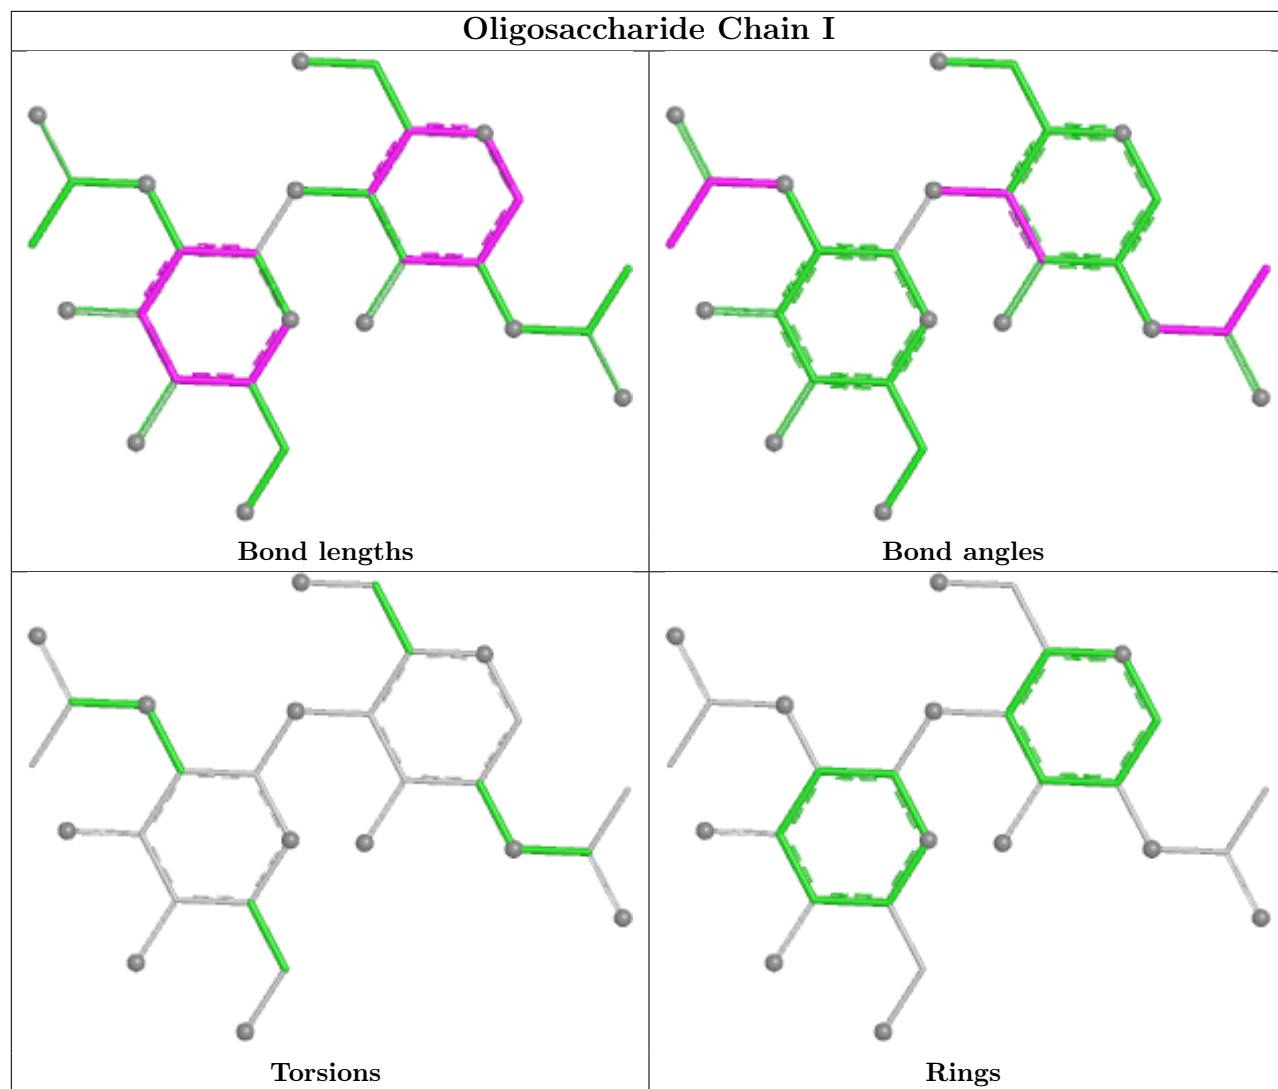 Oligosaccharide Chain I
Bond lengths
Bond angles
Torsions
Rings